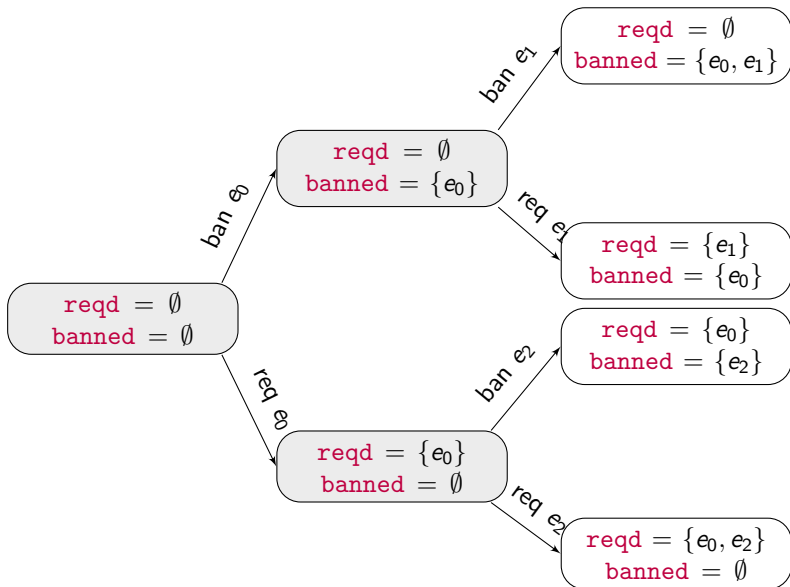 reqd = ∅
banned = ∅
ban e₀
req e₀
reqd = ∅
banned = {e₀}
reqd = {e₀}
banned = ∅
ban e₁
req e₁
ban e₂
req e₂
reqd = ∅
banned = {e₀, e₁}
reqd = {e₁}
banned = {e₀}
reqd = {e₀}
banned = {e₂}
reqd = {e₀, e₂}
banned = ∅